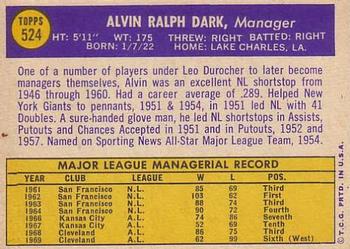 TOPPS
524
ALVIN RALPH DARK, Manager
HT: 5'11" WT: 175 THREW: RIGHT BATTED: RIGHT
BORN: 1/7/22 HOME: LAKE CHARLES, LA.
One of a number of players under Leo Durocher to later become
managers themselves, Alvin was an excellent NL shortstop from
1946 to 1960. Had a career avg. of .289. Helped New
York Giants to pennants, 1951 & 1954, in 1951 led NL with 41
Doubles. A sure-handed glove man, he led NL shortstops in Assists,
Putouts and Chances Accepted in 1951 and in Putouts, 1952 and
1957. Named on Sporting News All-Star Major League Team, 1954.
MAJOR LEAGUE MANAGERIAL RECORD
YEAR CLUB LEAGUE W L POS.
1961 San Francisco N.L. 85 69 Third
1962 San Francisco N.L. 103 62 First
1963 San Francisco N.L. 88 74 Third
1964 San Francisco N.L. 90 72 Fourth
1966 Kansas City A.L. 74 86 Seventh
1967 Kansas City A.L. 52 69 Tenth
1968 Cleveland A.L. 86 75 Third
1969 Cleveland A.L. 62 99 Sixth (West)
© T.C.G. PRTD. IN U.S.A.